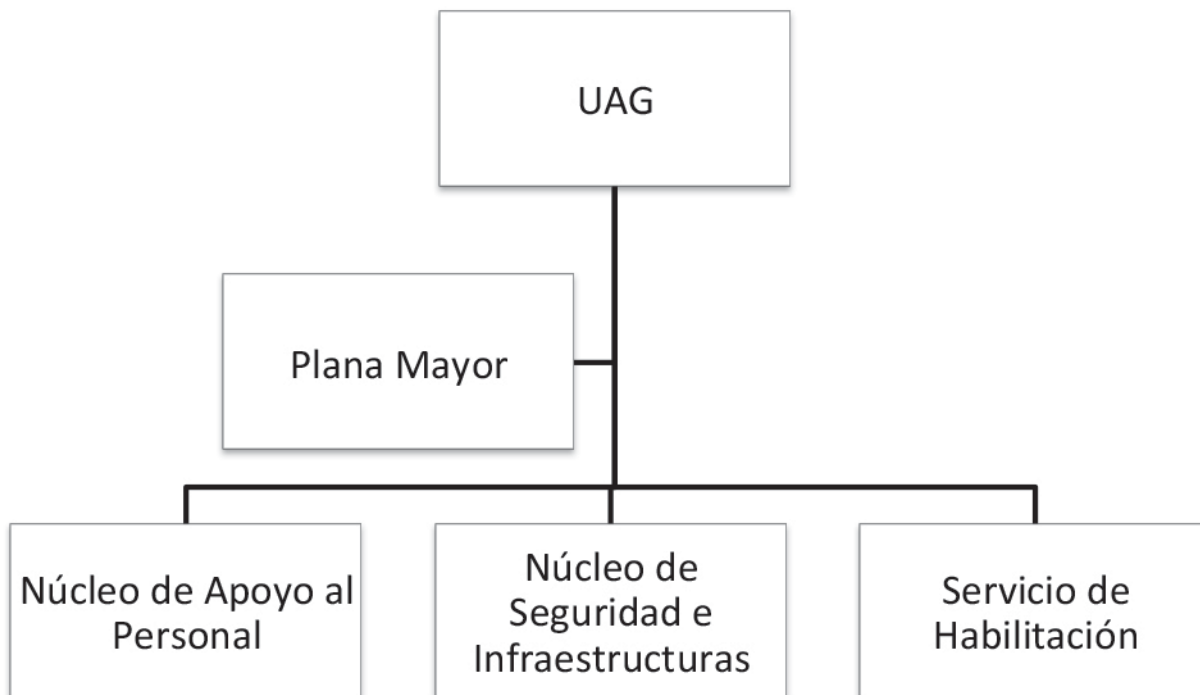 UAG
Plana Mayor
Núcleo de Apoyo al
Personal
Núcleo de
Seguridad e
Infraestructuras
Servicio de
Habilitación